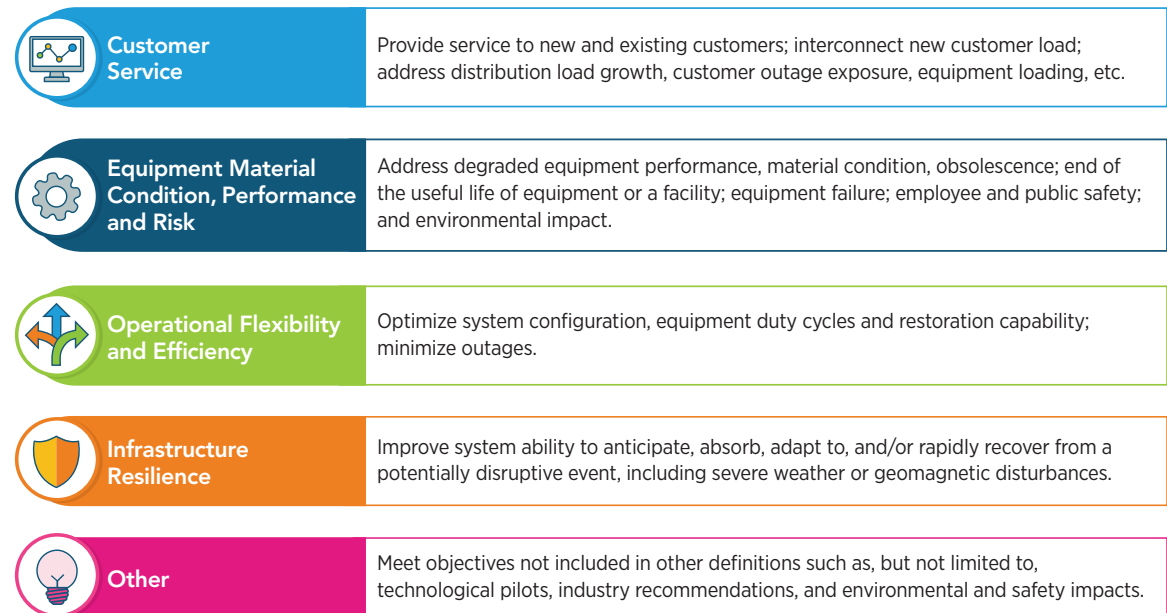 Customer
Service
Provide service to new and existing customers; interconnect new customer load;
address distribution load growth, customer outage exposure, equipment loading, etc.
Equipment Material
Condition, Performance
and Risk
Address degraded equipment performance, material condition, obsolescence; end of
the useful life of equipment or a facility; equipment failure; employee and public safety;
and environmental impact.
Operational Flexibility
and Efficiency
Optimize system configuration, equipment duty cycles and restoration capability;
minimize outages.
Infrastructure
Resilience
Improve system ability to anticipate, absorb, adapt to, and/or rapidly recover from a
potentially disruptive event, including severe weather or geomagnetic disturbances.
Other
Meet objectives not included in other definitions such as, but not limited to,
technological pilots, industry recommendations, and environmental and safety impacts.